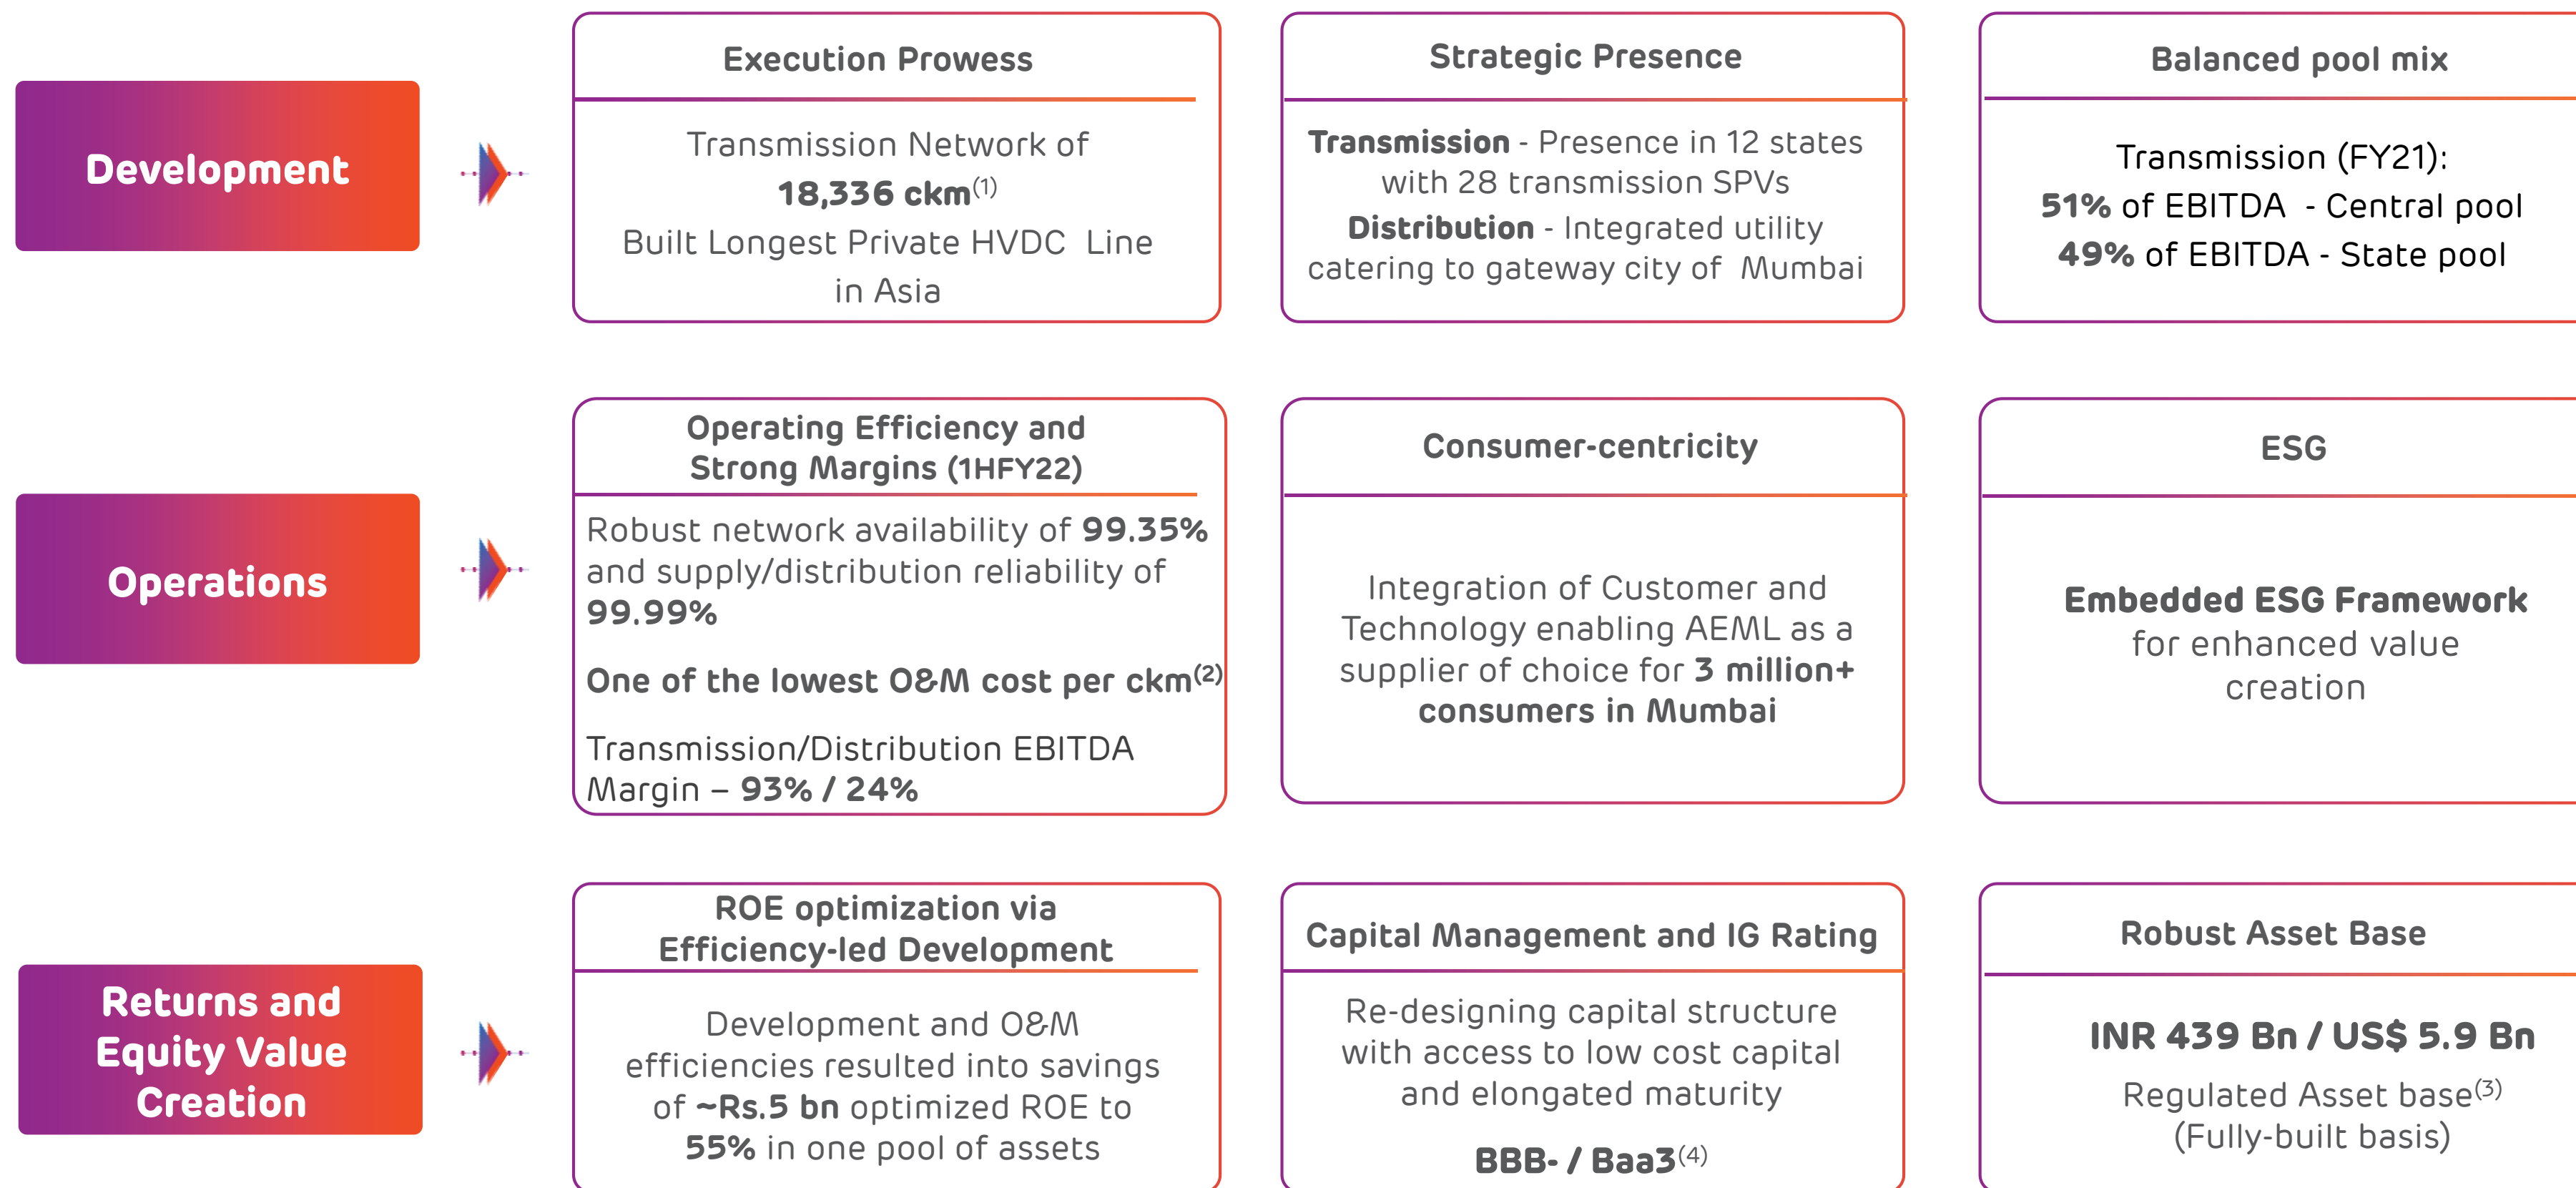 Development
Execution Prowess
Transmission Network of
18,336 ckm(1)
Built Longest Private HVDC Line
in Asia
Strategic Presence
Transmission - Presence in 12 states
with 28 transmission SPVs
Distribution - Integrated utility
catering to gateway city of Mumbai
Balanced pool mix
Transmission (FY21):
51% of EBITDA - Central pool
49% of EBITDA - State pool
Operations
Operating Efficiency and
Strong Margins (1HFY22)
Robust network availability of 99.35%
and supply/distribution reliability of
99.99%
One of the lowest O&M cost per ckm(2)
Transmission/Distribution EBITDA
Margin – 93% / 24%
Consumer-centricity
Integration of Customer and
Technology enabling AEML as a
supplier of choice for 3 million+
consumers in Mumbai
ESG
Embedded ESG Framework
for enhanced value
creation
Returns and
Equity Value
Creation
ROE optimization via
Efficiency-led Development
Development and O&M
efficiencies resulted into savings
of ~Rs.5 bn optimized ROE to
55% in one pool of assets
Capital Management and IG Rating
Re-designing capital structure
with access to low cost capital
and elongated maturity
BBB- / Baa3(4)
Robust Asset Base
INR 439 Bn / US$ 5.9 Bn
Regulated Asset base(3)
(Fully-built basis)